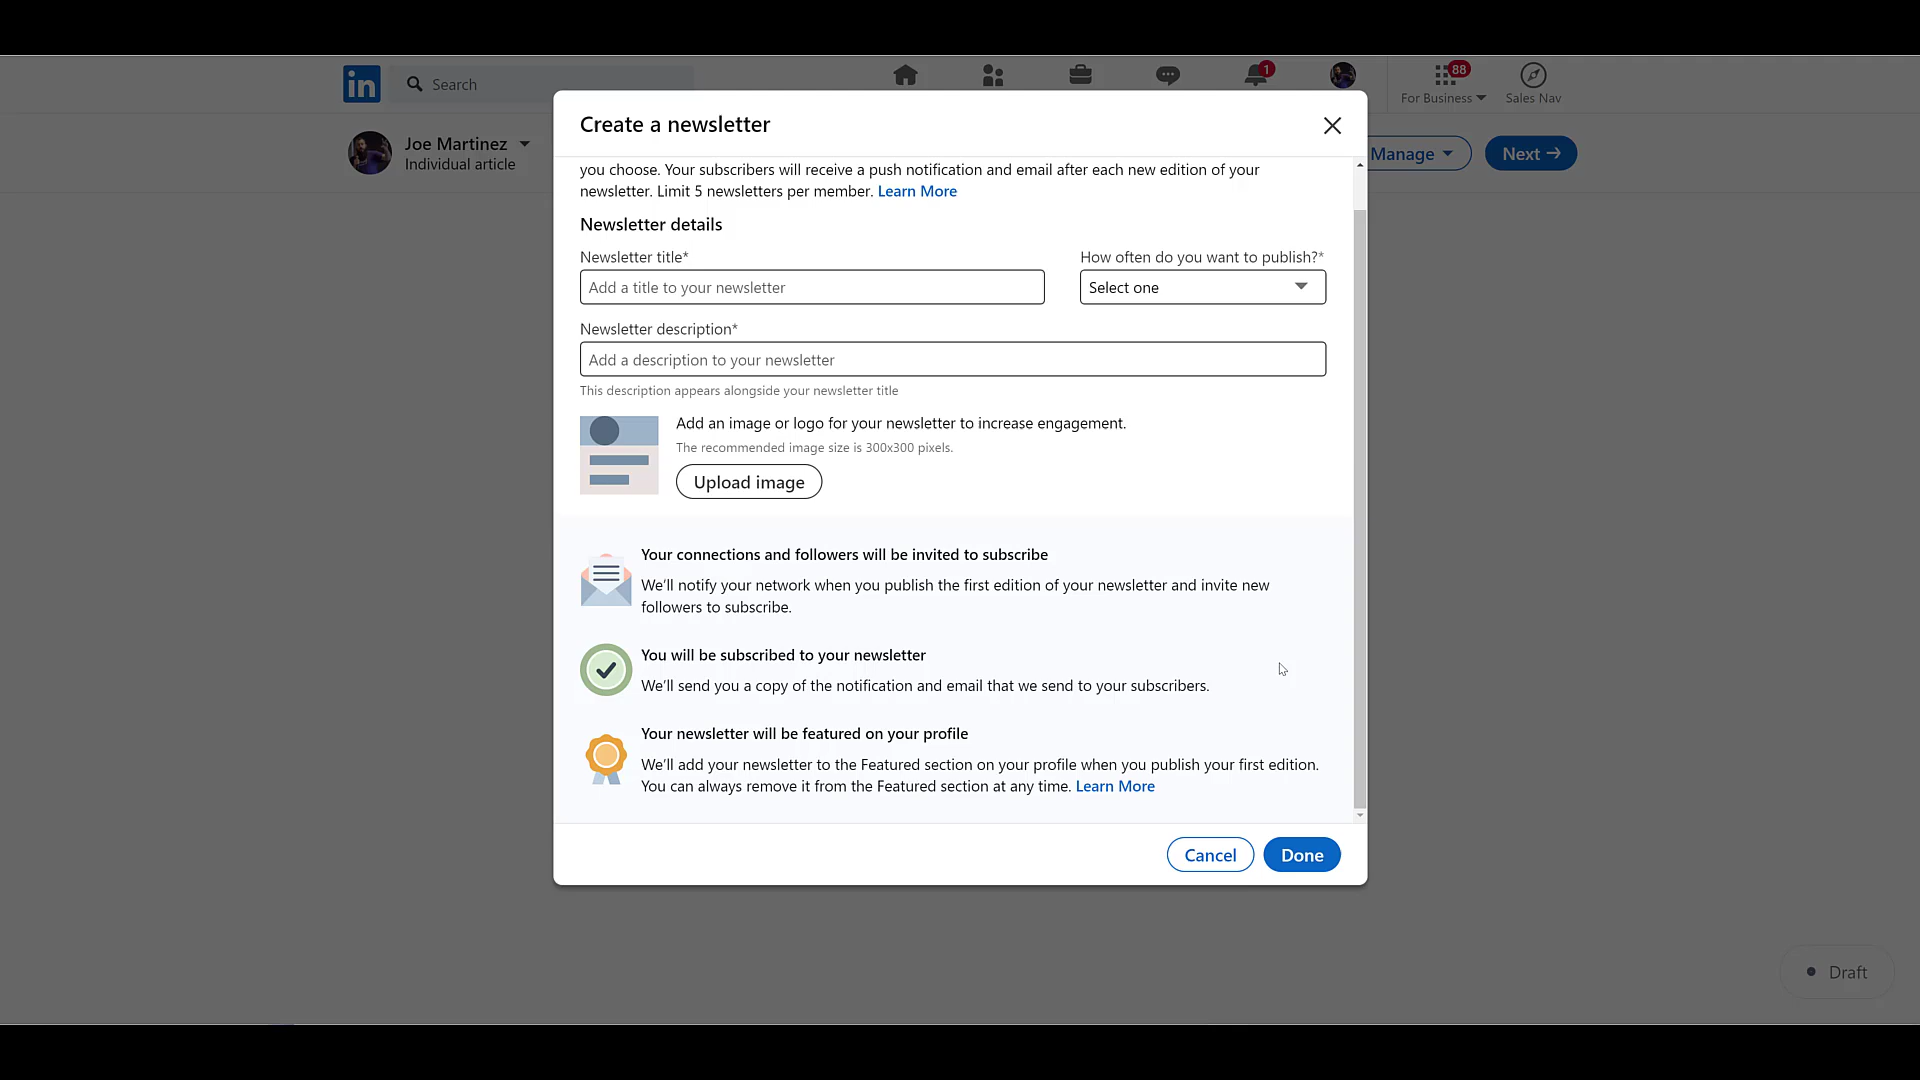 in
Search
1
88
For Business
Sales Nav
Joe Martinez
Individual article
Manage
Next →
Create a newsletter
you choose. Your subscribers will receive a push notification and email after each new edition of your
newsletter. Limit 5 newsletters per member. Learn More
Newsletter details
Newsletter title*
How often do you want to publish?*
Add a title to your newsletter
Select one
Newsletter description*
Add a description to your newsletter
This description appears alongside your newsletter title
Add an image or logo for your newsletter to increase engagement.
The recommended image size is 300x300 pixels.
Upload image
Your connections and followers will be invited to subscribe
We’ll notify your network when you publish the first edition of your newsletter and invite new
followers to subscribe.
You will be subscribed to your newsletter
We’ll send you a copy of the notification and email that we send to your subscribers.
Your newsletter will be featured on your profile
We’ll add your newsletter to the Featured section on your profile when you publish your first edition.
You can always remove it from the Featured section at any time. Learn More
Cancel
Done
Draft